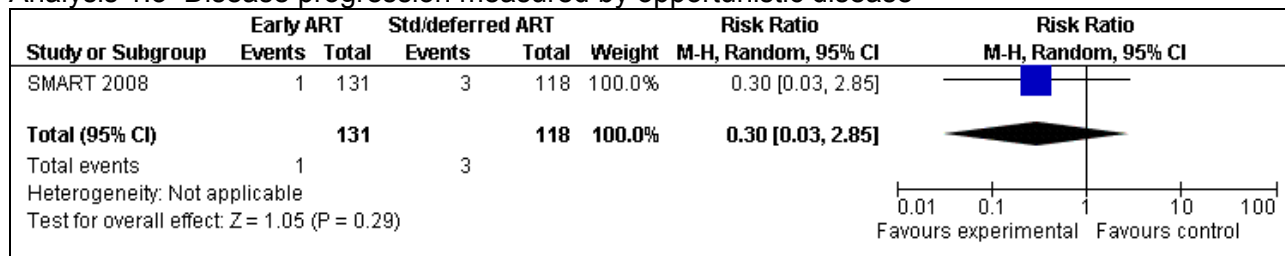 Analysis 1.3 Disease progression measured by opportunistic disease
Early ART Std/deferred ART Risk Ratio Risk Ratio
Study or Subgroup Events Total Events Total Weight M-H, Random, 95% CI M-H, Random, 95% CI
SMART 2008 1 131 3 118 100.0% 0.30 [0.03, 2.85]
Total (95% CI) 131 118 100.0% 0.30 [0.03, 2.85]
Total events 1 3
Heterogeneity: Not applicable
Test for overall effect: Z = 1.05 (P = 0.29)
0.01 0.1 1 10 100
Favours experimental Favours control